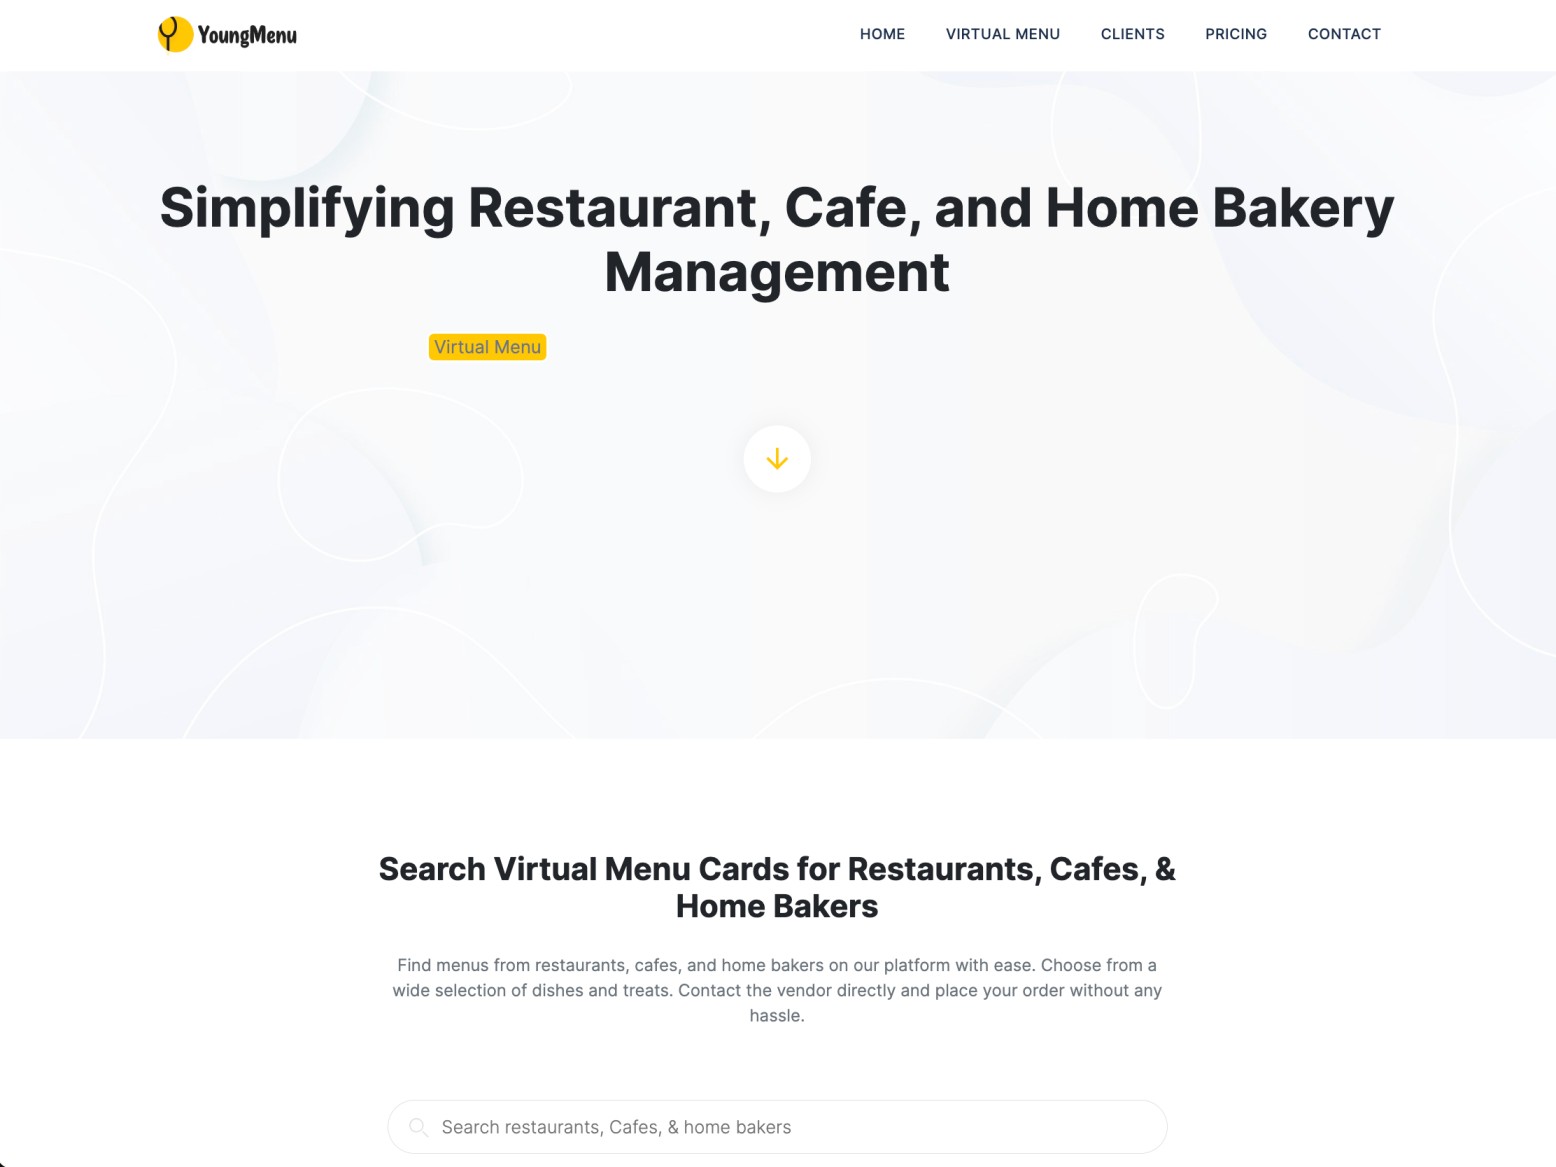 YoungMenu
HOME VIRTUAL MENU CLIENTS PRICING CONTACT
Simplifying Restaurant, Cafe, and Home Bakery
Management
Virtual Menu
Search Virtual Menu Cards for Restaurants, Cafes, &
Home Bakers
Find menus from restaurants, cafes, and home bakers on our platform with ease. Choose from a
wide selection of dishes and treats. Contact the vendor directly and place your order without any
hassle.
Search restaurants, Cafes, & home bakers